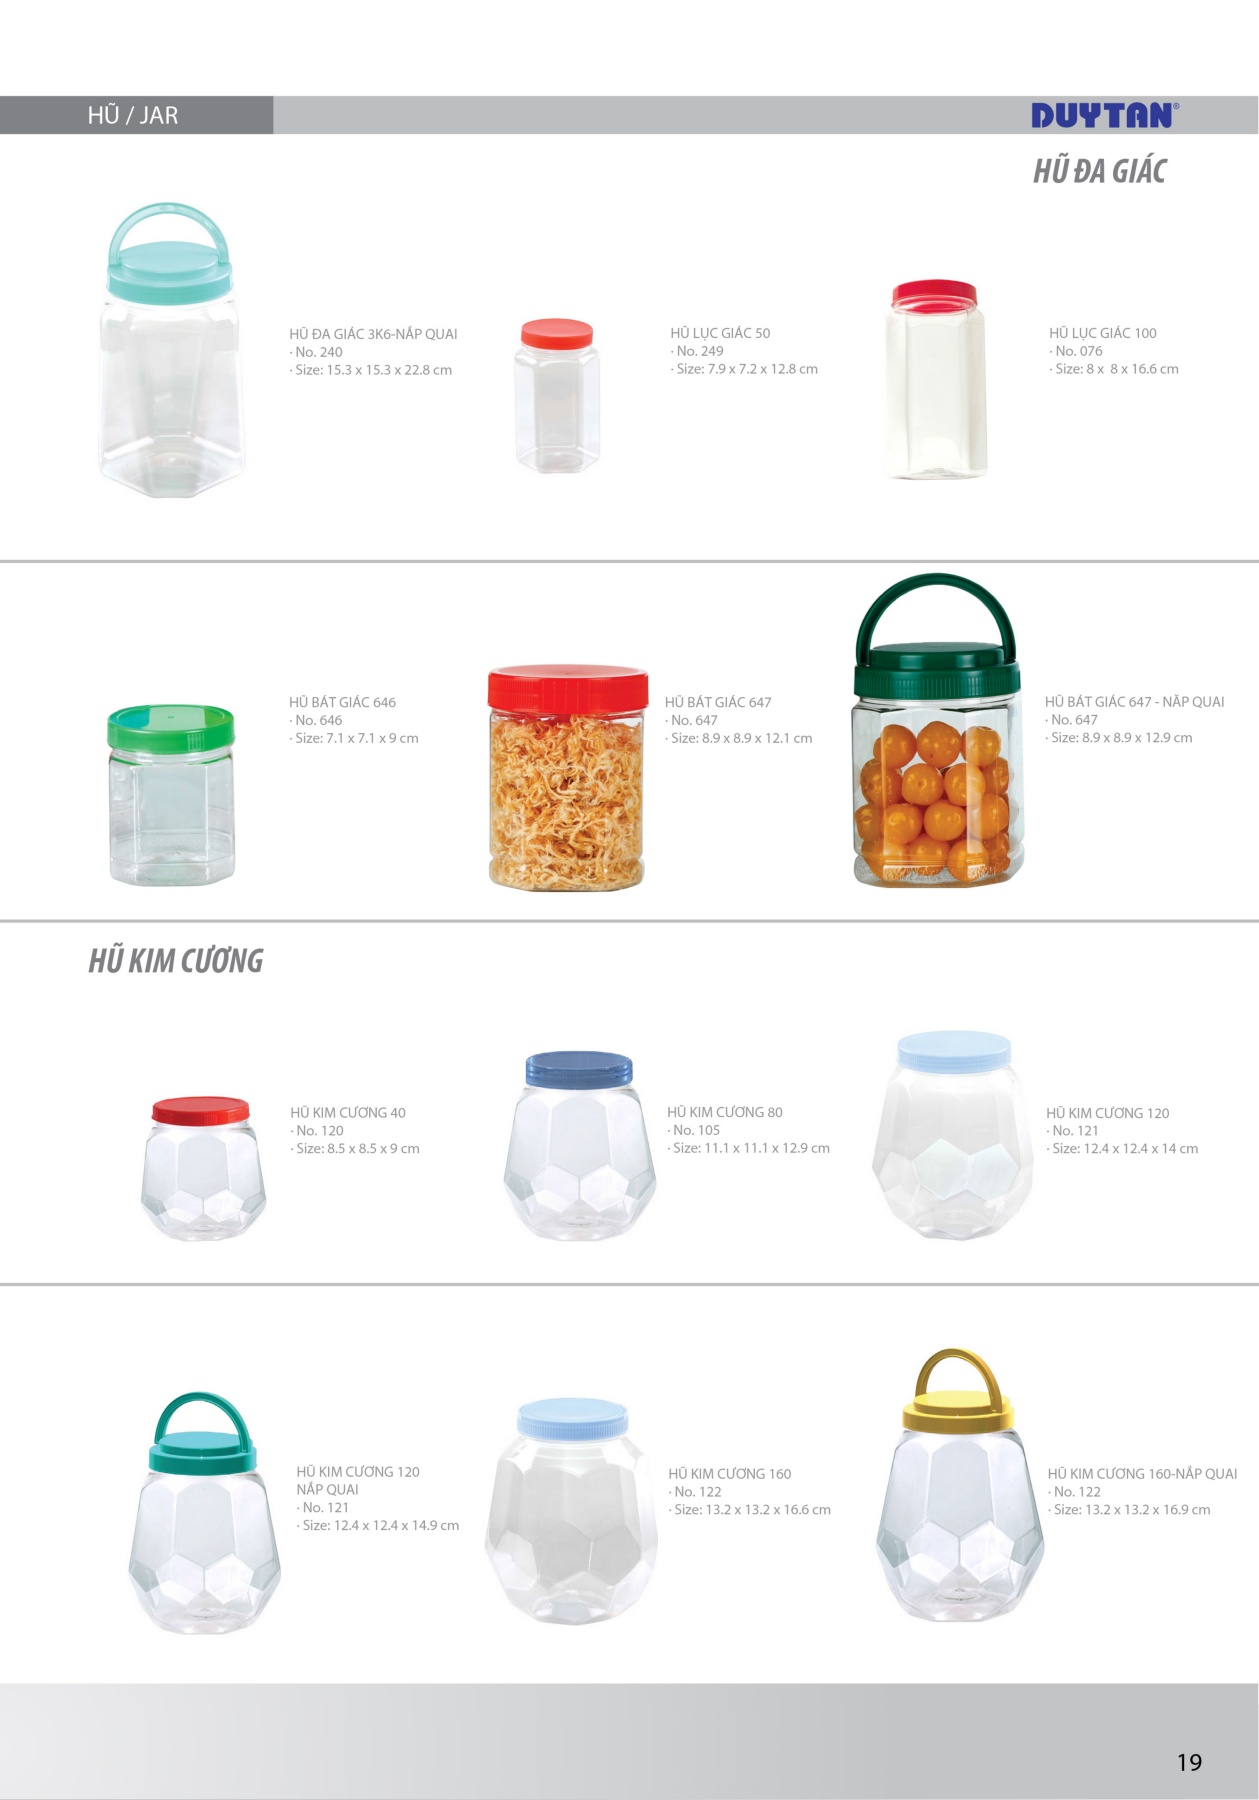 HŨ / JAR
DUYTAN®
HŨ ĐA GIÁC
HŨ ĐA GIÁC 3K6-NẮP QUAI
· No. 240
· Size: 15.3 x 15.3 x 22.8 cm
HŨ LỤC GIÁC 50
· No. 249
· Size: 7.9 x 7.2 x 12.8 cm
HŨ LỤC GIÁC 100
· No. 076
· Size: 8 x 8 x 16.6 cm
HŨ BÁT GIÁC 646
· No. 646
· Size: 7.1 x 7.1 x 9 cm
HŨ BÁT GIÁC 647
· No. 647
· Size: 8.9 x 8.9 x 12.1 cm
HŨ BÁT GIÁC 647 - NẮP QUAI
· No. 647
· Size: 8.9 x 8.9 x 12.9 cm
HŨ KIM CƯƠNG
HŨ KIM CƯƠNG 40
· No. 120
· Size: 8.5 x 8.5 x 9 cm
HŨ KIM CƯƠNG 80
· No. 105
· Size: 11.1 x 11.1 x 12.9 cm
HŨ KIM CƯƠNG 120
· No. 121
· Size: 12.4 x 12.4 x 14 cm
HŨ KIM CƯƠNG 120
NẮP QUAI
· No. 121
· Size: 12.4 x 12.4 x 14.9 cm
HŨ KIM CƯƠNG 160
· No. 122
· Size: 13.2 x 13.2 x 16.6 cm
HŨ KIM CƯƠNG 160-NẮP QUAI
· No. 122
· Size: 13.2 x 13.2 x 16.9 cm
19